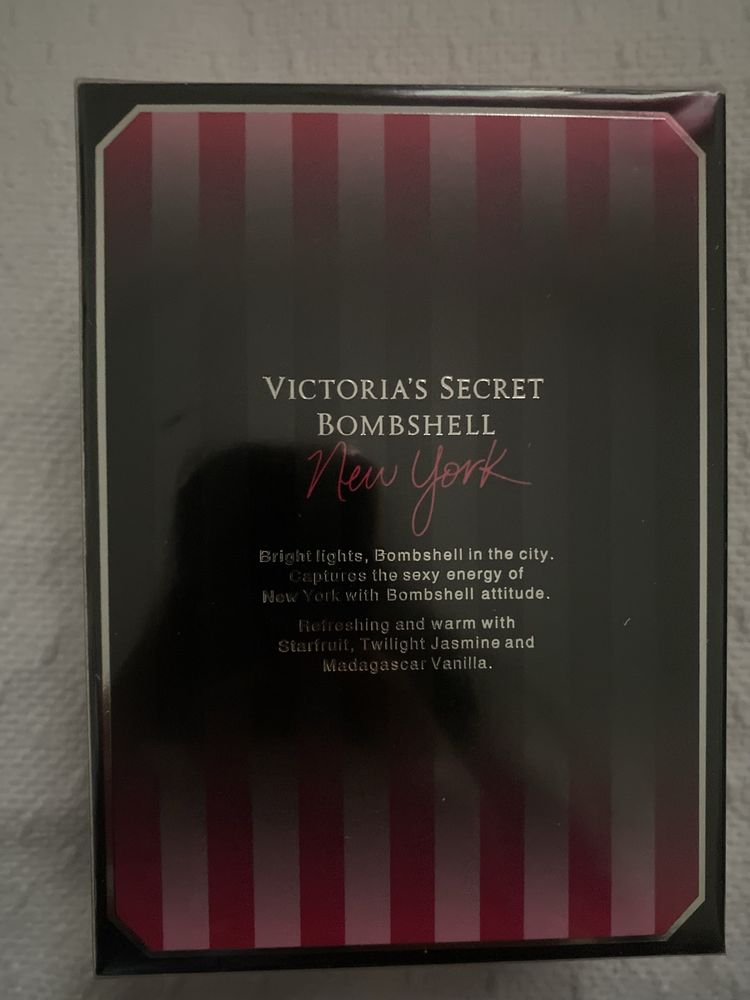 VICTORIA'S SECRET
BOMBSHELL
New York
Bright lights, Bombshell in the city.
Captures the sexy energy of
New York with Bombshell attitude.
Refreshing and warm with
Starfruit, Twilight Jasmine and
Madagascar Vanilla.